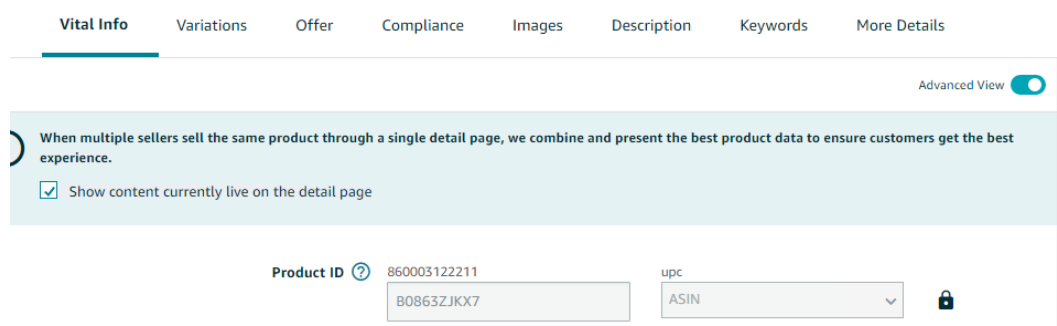 Vital Info Variations Offer Compliance Images Description Keywords More Details
Advanced View
When multiple sellers sell the same product through a single detail page, we combine and present the best product data to ensure customers get the best
experience.
Show content currently live on the detail page
860003122211 upc
Product ID ? B0863ZJKX7 ASIN